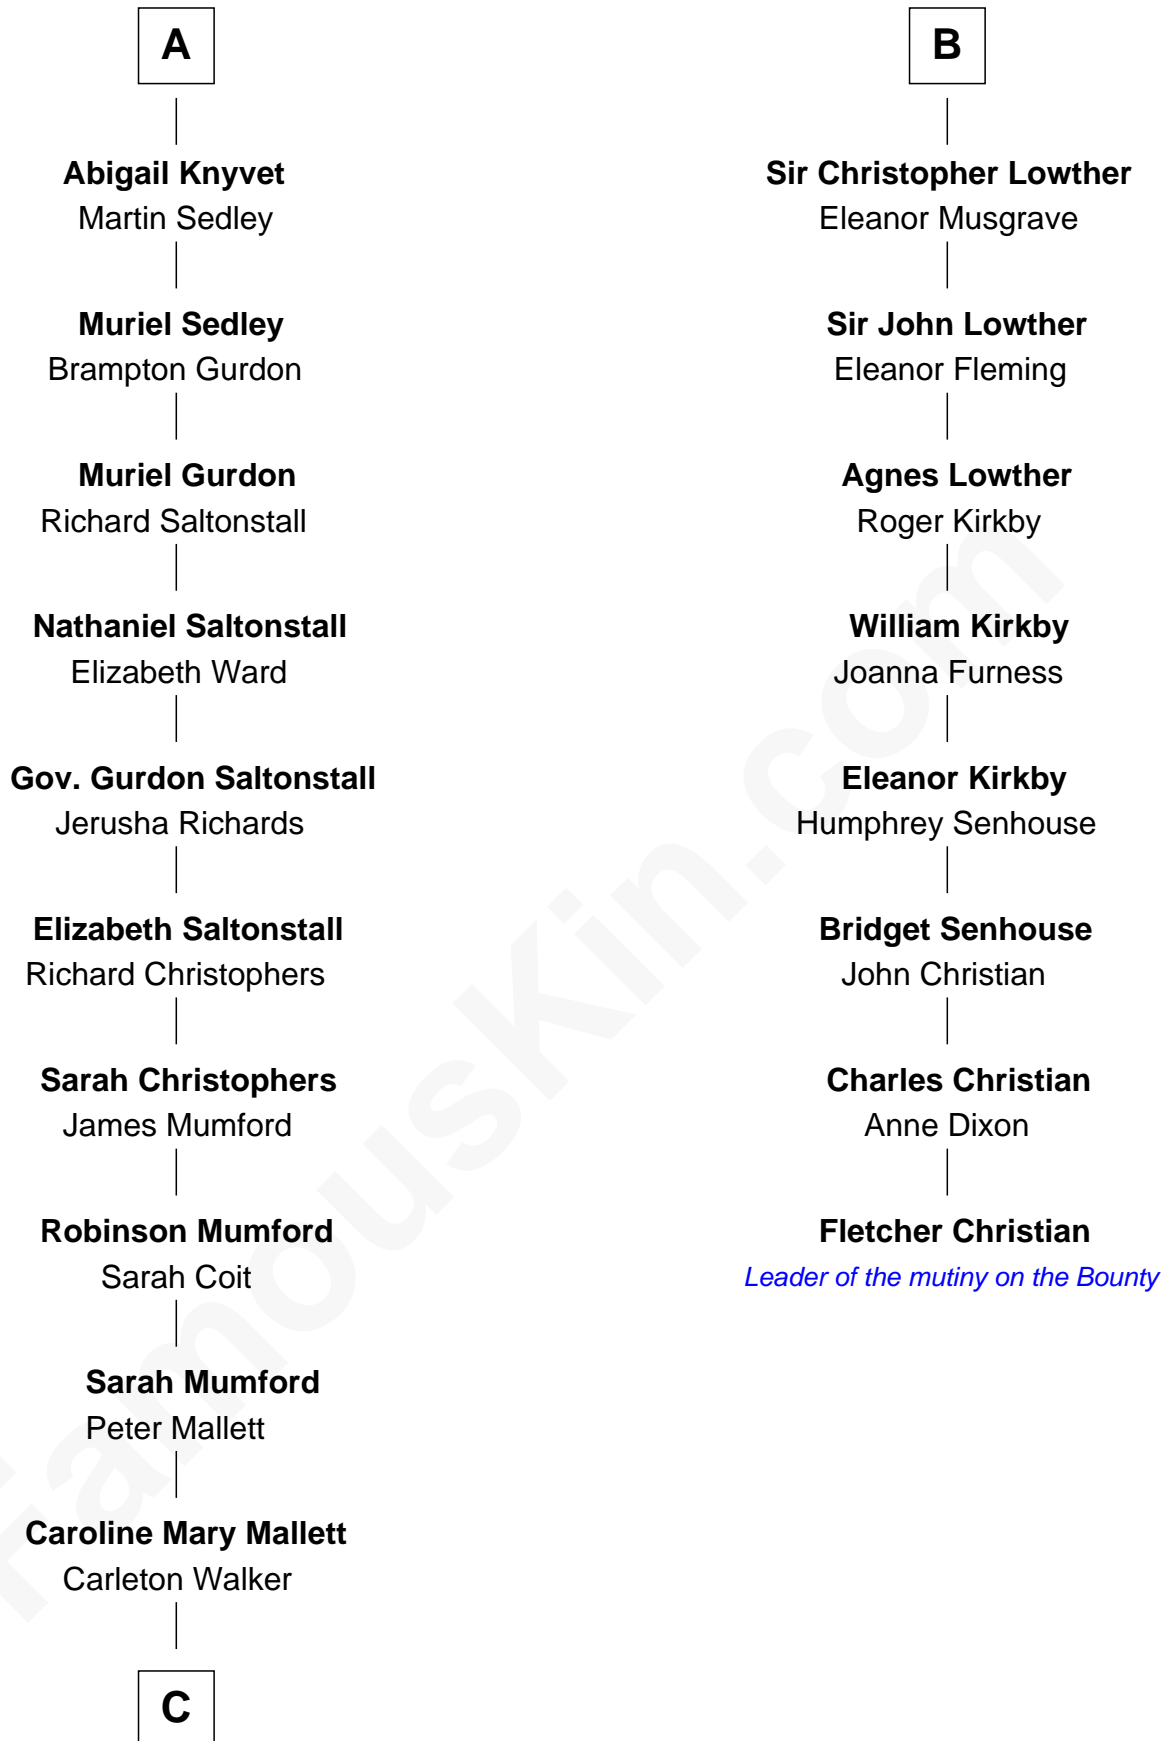 A
Abigail Knyvet
Martin Sedley
Muriel Sedley
Brampton Gurdon
Muriel Gurdon
Richard Saltonstall
Nathaniel Saltonstall
Elizabeth Ward
Gov. Gurdon Saltonstall
Jerusha Richards
Elizabeth Saltonstall
Richard Christophers
Sarah Christophers
James Mumford
Robinson Mumford
Sarah Coit
Sarah Mumford
Peter Mallett
Caroline Mary Mallett
Carleton Walker
C
B
Sir Christopher Lowther
Eleanor Musgrave
Sir John Lowther
Eleanor Fleming
Agnes Lowther
Roger Kirkby
William Kirkby
Joanna Furness
Eleanor Kirkby
Humphrey Senhouse
Bridget Senhouse
John Christian
Charles Christian
Anne Dixon
Fletcher Christian
Leader of the mutiny on the Bounty
FamousKin.com